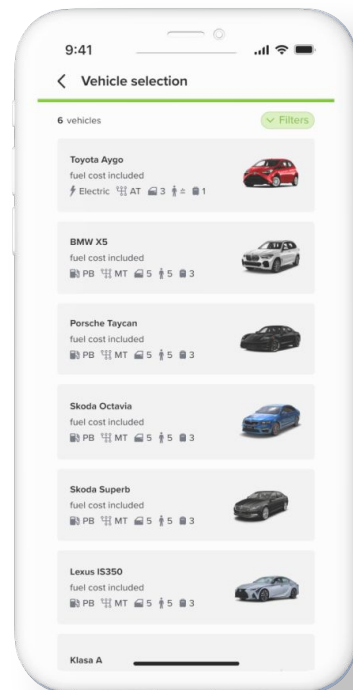 9:41
Vehicle selection
6 vehicles
Filters
Toyota Aygo
fuel cost included
Electric AT 3 1
BMW X5
fuel cost included
PB MT 5 5 3
Porsche Taycan
fuel cost included
PB MT 5 5 3
Skoda Octavia
fuel cost included
PB MT 5 5 3
Skoda Superb
fuel cost included
PB MT 5 5 3
Lexus IS350
fuel cost included
PB MT 5 5 3
Klasa A